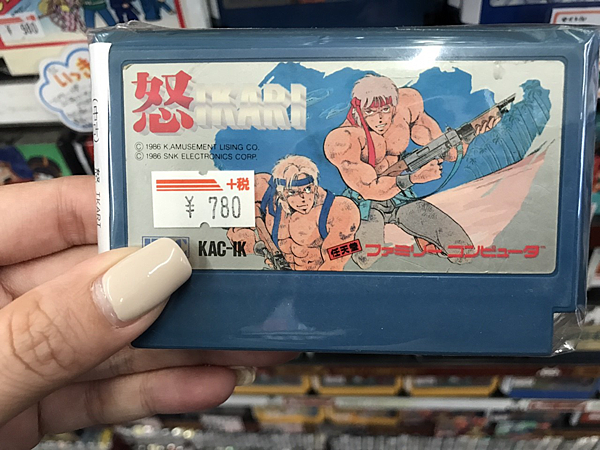 ¥ 980
怒 IKARI
© 1986 K.AMUSEMENT LISING CO.
© 1986 SNK ELECTRONICS CORP.
+税
¥ 780
KAC-IK
任天堂 ファミリーコンピュータ